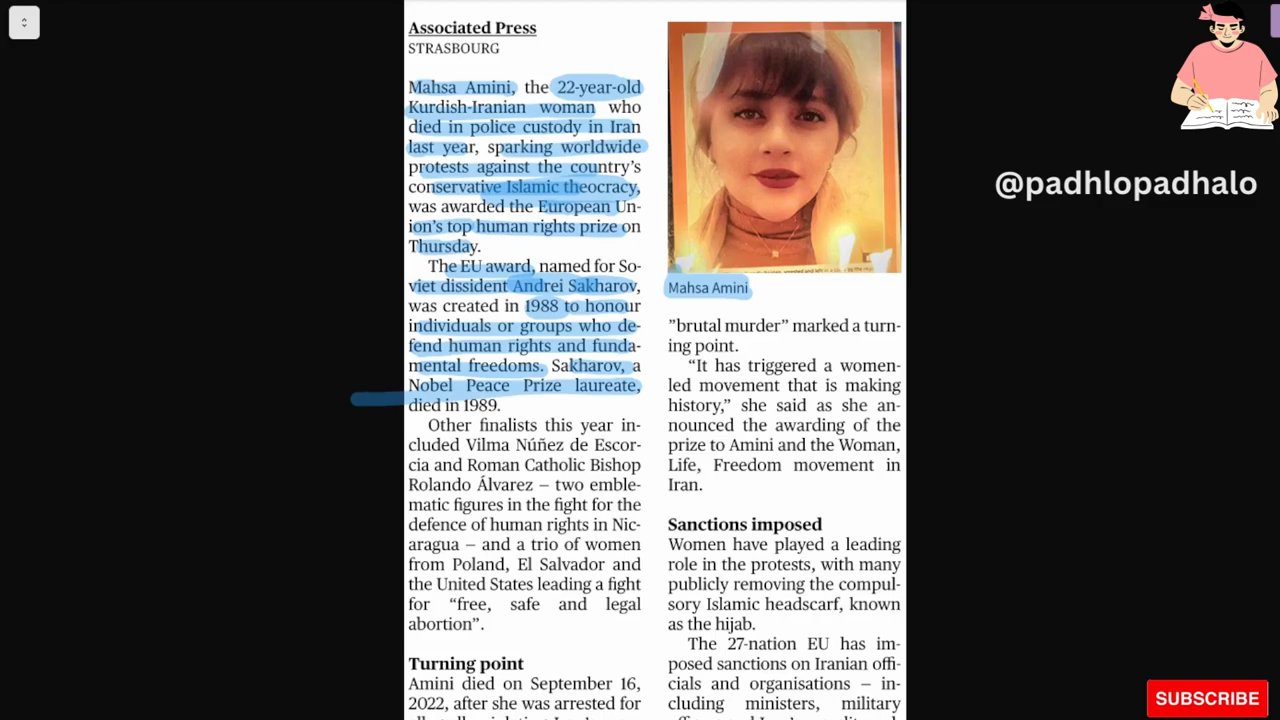 Associated Press
STRASBOURG
Mahsa Amini, the 22-year-old
Kurdish-Iranian woman who
died in police custody in Iran
last year, sparking worldwide
protests against the country's
conservative Islamic theocracy,
was awarded the European Un-
ion's top human rights prize on
Thursday.
The EU award, named for So-
viet dissident Andrei Sakharov,
was created in 1988 to honour
individuals or groups who de-
fend human rights and funda-
mental freedoms. Sakharov, a
Nobel Peace Prize laureate,
died in 1989.
Other finalists this year in-
cluded Vilma Núñez de Escor-
cia and Roman Catholic Bishop
Rolando Álvarez — two emble-
matic figures in the fight for the
defence of human rights in Nic-
aragua — and a trio of women
from Poland, El Salvador and
the United States leading a fight
for “free, safe and legal
abortion”.
Turning point
Amini died on September 16,
2022, after she was arrested for
Mahsa Amini
”brutal murder” marked a turn-
ing point.
“It has triggered a women-
led movement that is making
history,” she said as she an-
nounced the awarding of the
prize to Amini and the Woman,
Life, Freedom movement in
Iran.
Sanctions imposed
Women have played a leading
role in the protests, with many
publicly removing the compul-
sory Islamic headscarf, known
as the hijab.
The 27-nation EU has im-
posed sanctions on Iranian offi-
cials and organisations — in-
cluding ministers, military
@padhlopadhalo
SUBSCRIBE